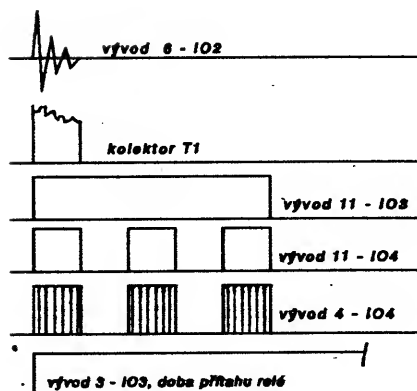 vývod 6 - IO2
kolektor T1
vývod 11 - IO3
vývod 11 - IO4
vývod 4 - IO4
vývod 3 - IO3, doba přítahu relé